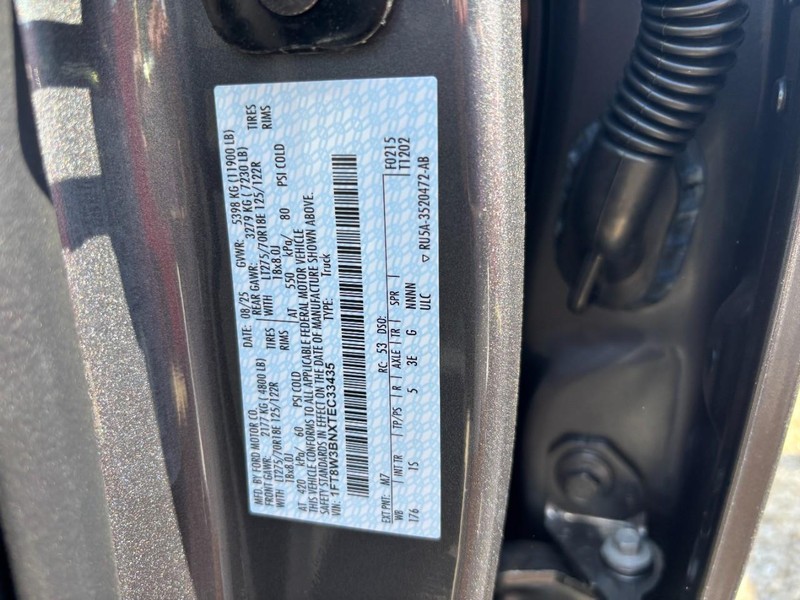 MFD. BY FORD MOTOR CO.
DATE: 08/25 GVWR: 5398 KG (11900 LB)
FRONT GAWR: 2177 KG (4800 LB) REAR GAWR: 3279 KG (7230 LB)
WITH LT275/70R18E 125/122R TIRES WITH LT275/70R18E 125/122R TIRES
18x8.0J RIMS 18x8.0J RIMS
AT 420 kPa/ 60 PSI COLD AT 550 kPa/ 80 PSI COLD
THIS VEHICLE CONFORMS TO ALL APPLICABLE FEDERAL MOTOR VEHICLE
SAFETY STANDARDS IN EFFECT ON THE DATE OF MANUFACTURE SHOWN ABOVE.
VIN: 1FT8W3BNXTEC33435 TYPE: Truck
F0215
T1202
EXT PNT: M7 RC: 53 DSO:
WB INT TR TP/PS R AXLE TR SPR
176 1S 5 3E G NNNN
ULC ▽ RU5A-3520472-AB